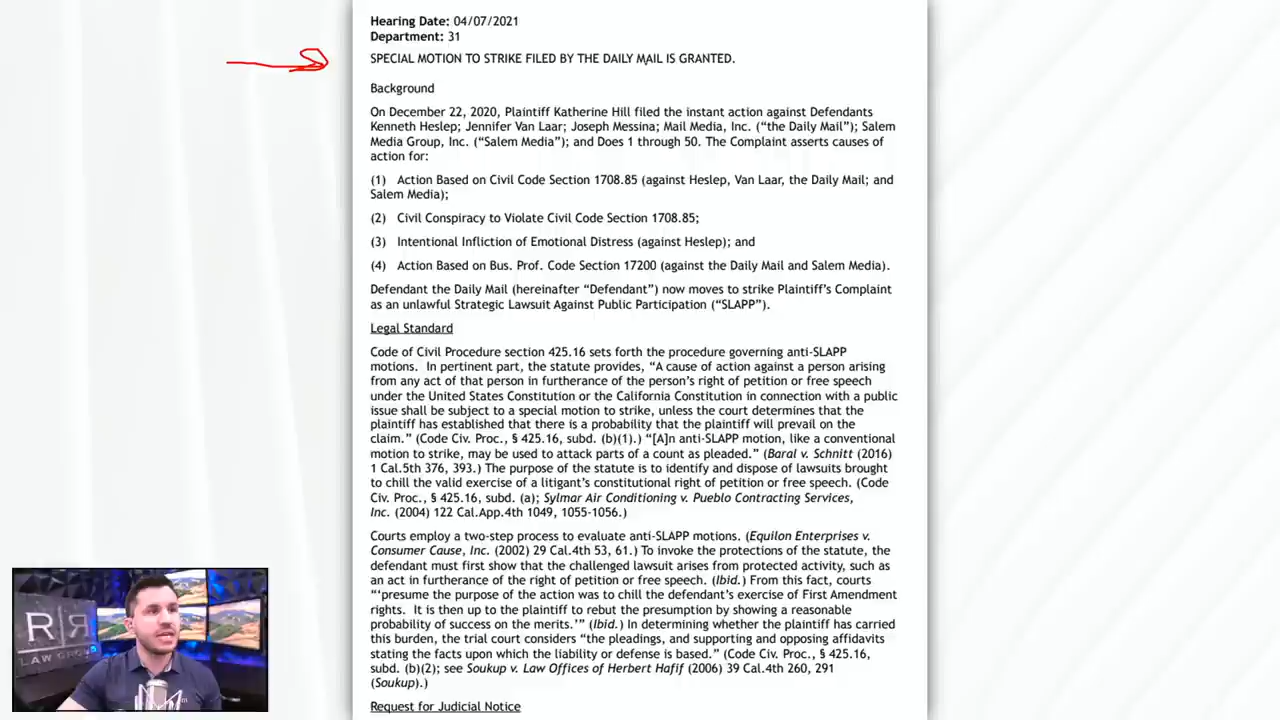 Hearing Date: 04/07/2021
Department: 31
SPECIAL MOTION TO STRIKE FILED BY THE DAILY MAIL IS GRANTED.
Background
On December 22, 2020, Plaintiff Katherine Hill filed the instant action against Defendants
Kenneth Heslep; Jennifer Van Laar; Joseph Messina; Mail Media, Inc. (“the Daily Mail”); Salem
Media Group, Inc. (“Salem Media”); and Does 1 through 50. The Complaint asserts causes of
action for:
(1) Action Based on Civil Code Section 1708.85 (against Heslep, Van Laar, the Daily Mail; and
Salem Media);
(2) Civil Conspiracy to Violate Civil Code Section 1708.85;
(3) Intentional Infliction of Emotional Distress (against Heslep); and
(4) Action Based on Bus. Prof. Code Section 17200 (against the Daily Mail and Salem Media).
Defendant the Daily Mail (hereinafter “Defendant”) now moves to strike Plaintiff’s Complaint
as an unlawful Strategic Lawsuit Against Public Participation (“SLAPP”).
Legal Standard
Code of Civil Procedure section 425.16 sets forth the procedure governing anti-SLAPP
motions. In pertinent part, the statute provides, “A cause of action against a person arising
from any act of that person in furtherance of the person’s right of petition or free speech
under the United States Constitution or the California Constitution in connection with a public
issue shall be subject to a special motion to strike, unless the court determines that the
plaintiff has established that there is a probability that the plaintiff will prevail on the
claim.” (Code Civ. Proc., § 425.16, subd. (b)(1).) “[A]n anti-SLAPP motion, like a conventional
motion to strike, may be used to attack parts of a count as pleaded.” (Baral v. Schnitt (2016)
1 Cal.5th 376, 393.) The purpose of the statute is to identify and dispose of lawsuits brought
to chill the valid exercise of a litigant’s constitutional right of petition or free speech. (Code
Civ. Proc., § 425.16, subd. (a); Sylmar Air Conditioning v. Pueblo Contracting Services,
Inc. (2004) 122 Cal.App.4th 1049, 1055-1056.)
Courts employ a two-step process to evaluate anti-SLAPP motions. (Equilon Enterprises v.
Consumer Cause, Inc. (2002) 29 Cal.4th 53, 61.) To invoke the protections of the statute, the
defendant must first show that the challenged lawsuit arises from protected activity, such as
an act in furtherance of the right of petition or free speech. (Ibid.) From this fact, courts
“‘presume the purpose of the action was to chill the defendant’s exercise of First Amendment
rights. It is then up to the plaintiff to rebut the presumption by showing a reasonable
probability of success on the merits.’” (Ibid.) In determining whether the plaintiff has carried
this burden, the trial court considers “the pleadings, and supporting and opposing affidavits
stating the facts upon which the liability or defense is based.” (Code Civ. Proc., § 425.16,
subd. (b)(2); see Soukup v. Law Offices of Herbert Hafif (2006) 39 Cal.4th 260, 291
(Soukup).)
Request for Judicial Notice
R R
LAW GROUP